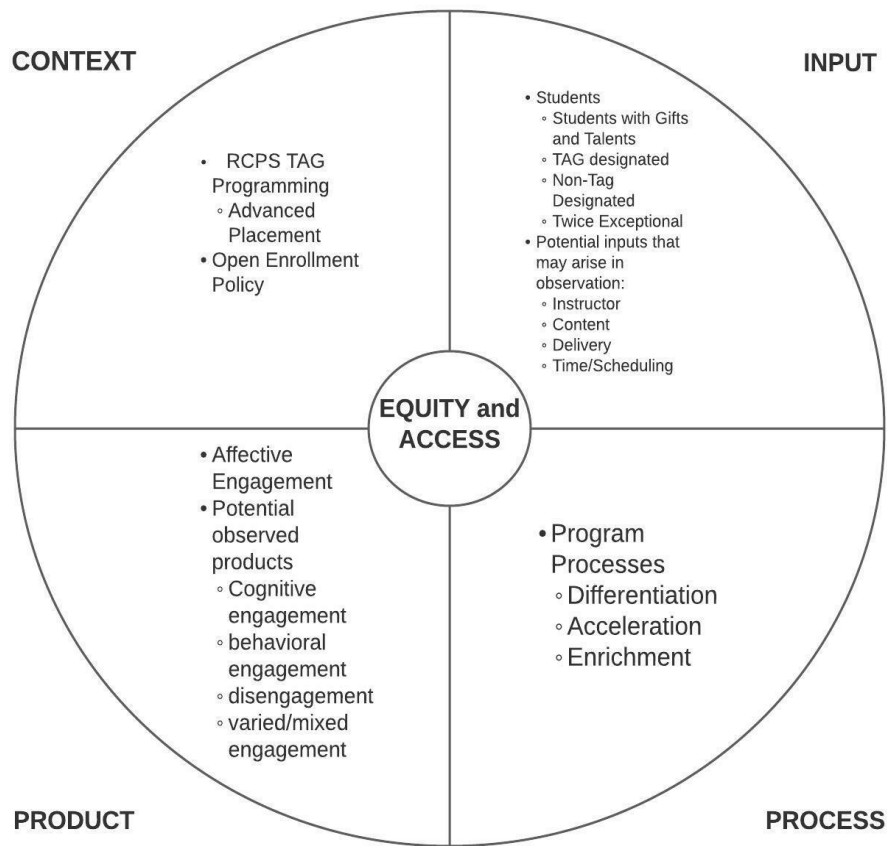 CONTEXT
• RCPS TAG
Programming
◦ Advanced
Placement
• Open Enrollment
Policy
INPUT
• Students
◦ Students with Gifts
and Talents
◦ TAG designated
◦ Non-Tag
Designated
◦ Twice Exceptional
• Potential inputs that
may arise in
observation:
◦ Instructor
◦ Content
◦ Delivery
◦ Time/Scheduling
EQUITY and
ACCESS
• Affective
Engagement
• Potential
observed
products
◦ Cognitive
engagement
◦ behavioral
engagement
◦ disengagement
◦ varied/mixed
engagement
PRODUCT
• Program
Processes
◦ Differentiation
◦ Acceleration
◦ Enrichment
PROCESS